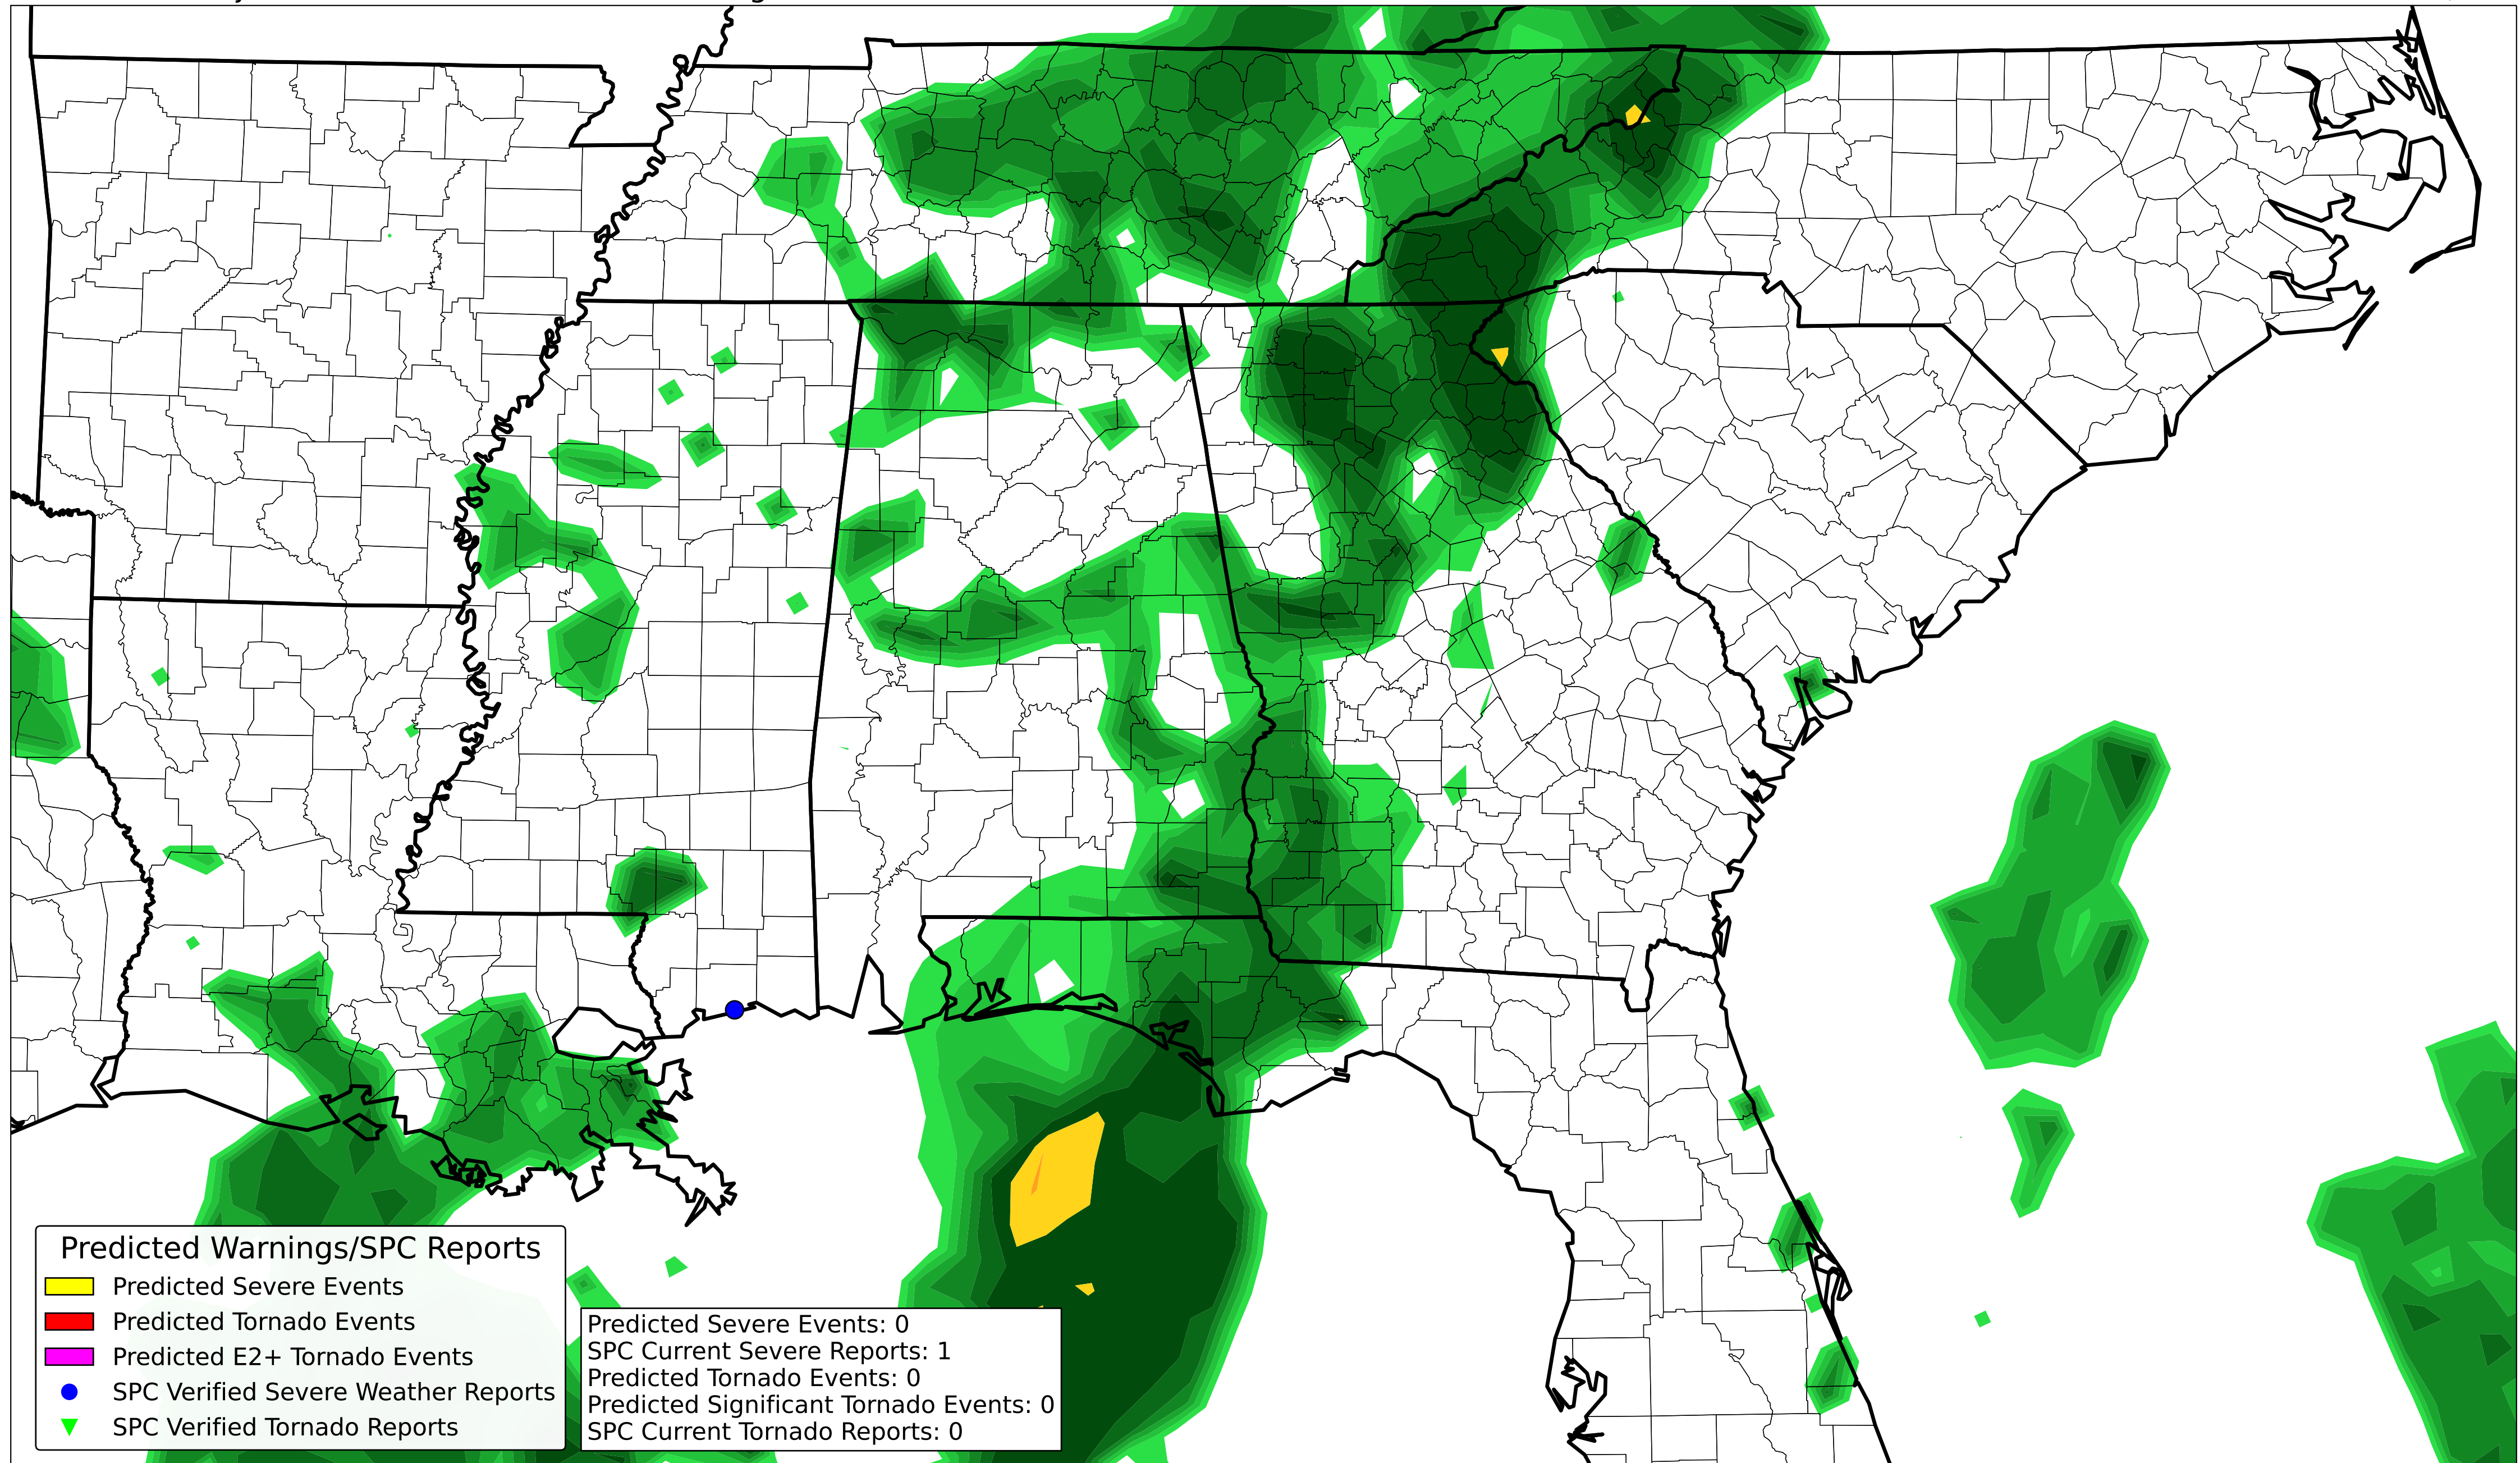 Predicted Warnings/SPC Reports
Predicted Severe Events
Predicted Tornado Events
Predicted E2+ Tornado Events
SPC Verified Severe Weather Reports
SPC Verified Tornado Reports
Predicted Severe Events: 0
SPC Current Severe Reports: 1
Predicted Tornado Events: 0
Predicted Significant Tornado Events: 0
SPC Current Tornado Reports: 0